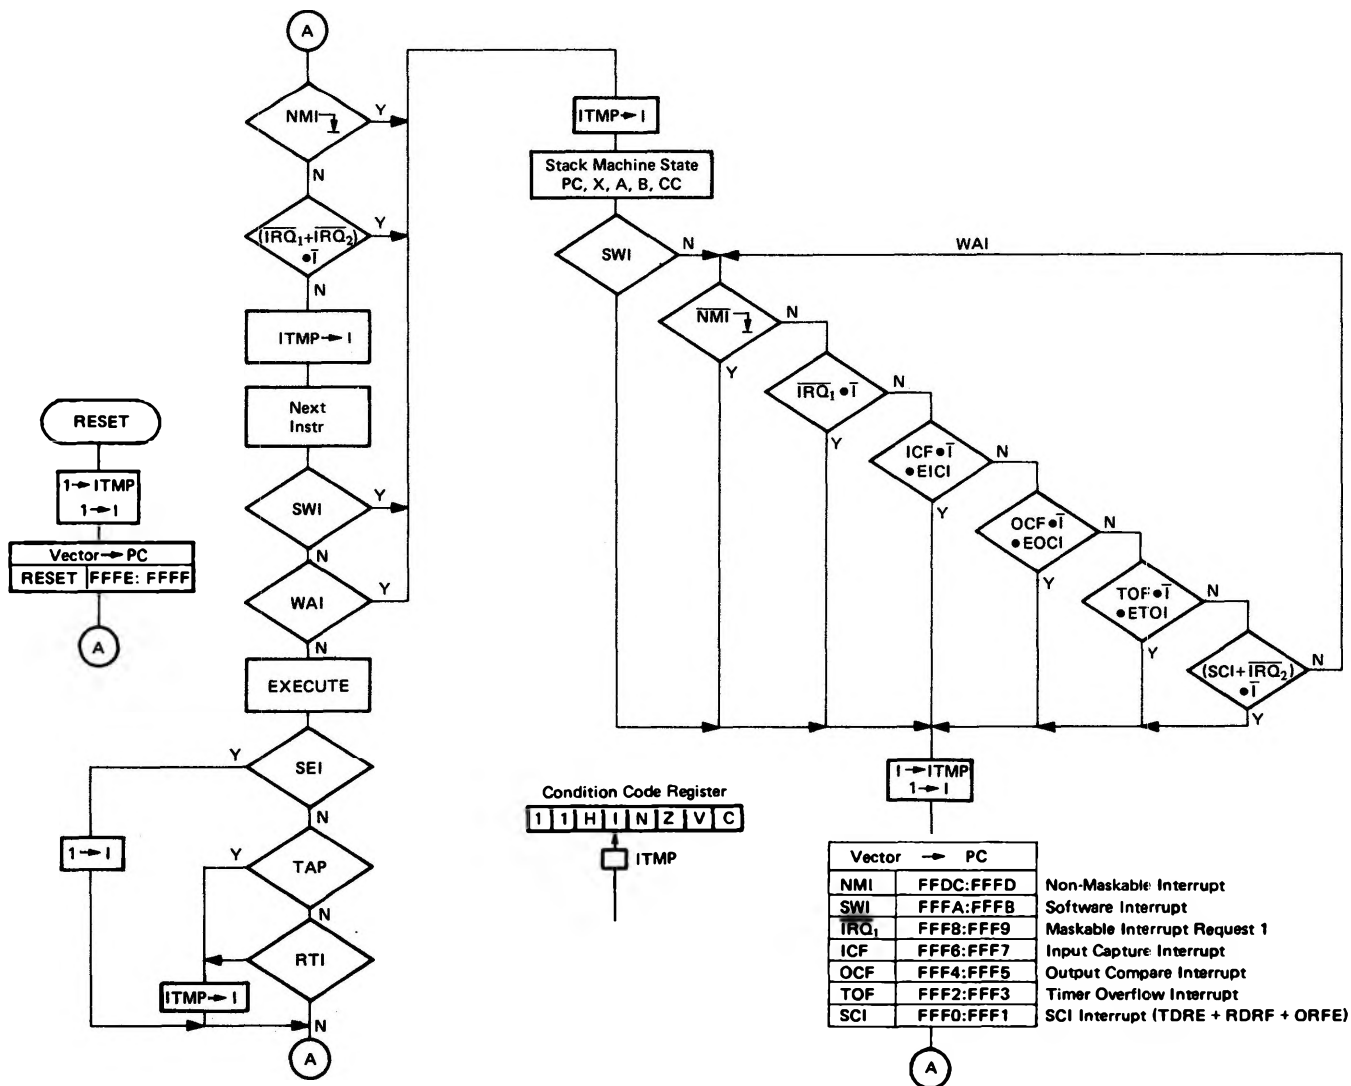 A
NMI
Y
N
(IRQ1+IRQ2)
•I
Y
N
ITMP→I
Next
Instr
SWI
Y
N
WAI
Y
N
EXECUTE
SEI
Y
N
1→I
TAP
Y
N
RTI
ITMP→I
N
A
RESET
1→ITMP
1→I
Vector→PC
RESET FFFE: FFFF
A
ITMP→I
Stack Machine State
PC, X, A, B, CC
SWI
N
WAI
NMI
N
Y
IRQ1•I
N
Y
ICF•I
•EICI
N
Y
OCF•I
•EOCI
N
Y
TOF•I
•ETOI
N
Y
(SCI+IRQ2)
•I
N
Y
I→ITMP
1→I
Condition Code Register
1 1 H I N Z V C
ITMP
Vector → PC
NMI FFDC:FFFD Non-Maskable Interrupt
SWI FFFA:FFFB Software Interrupt
IRQ1 FFF8:FFF9 Maskable Interrupt Request 1
ICF FFF6:FFF7 Input Capture Interrupt
OCF FFF4:FFF5 Output Compare Interrupt
TOF FFF2:FFF3 Timer Overflow Interrupt
SCI FFF0:FFF1 SCI Interrupt (TDRE + RDRF + ORFE)
A